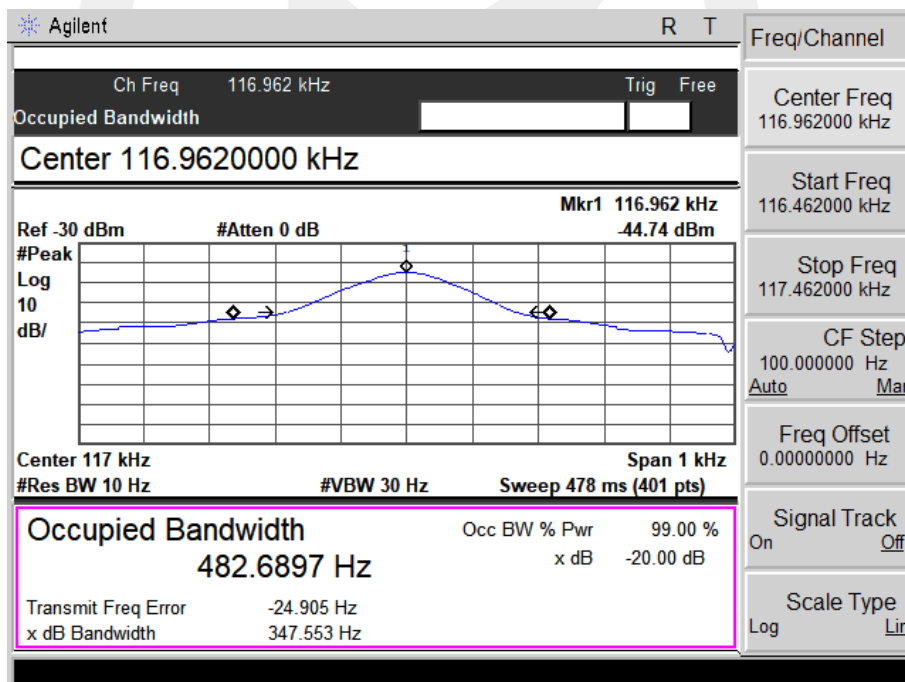 Agilent R T
Freq/Channel
Ch Freq 116.962 kHz Trig Free
Occupied Bandwidth
Center 116.9620000 kHz
Mkr1 116.962 kHz
Ref -30 dBm #Atten 0 dB -44.74 dBm
#Peak
Log
10
dB/
1
Center 117 kHz Span 1 kHz
#Res BW 10 Hz #VBW 30 Hz Sweep 478 ms (401 pts)
Occupied Bandwidth
482.6897 Hz
Occ BW % Pwr 99.00 %
x dB -20.00 dB
Transmit Freq Error -24.905 Hz
x dB Bandwidth 347.553 Hz
Center Freq
116.962000 kHz
Start Freq
116.462000 kHz
Stop Freq
117.462000 kHz
CF Step
100.000000 Hz
Auto Mar
Freq Offset
0.00000000 Hz
Signal Track
On Off
Scale Type
Log Lin